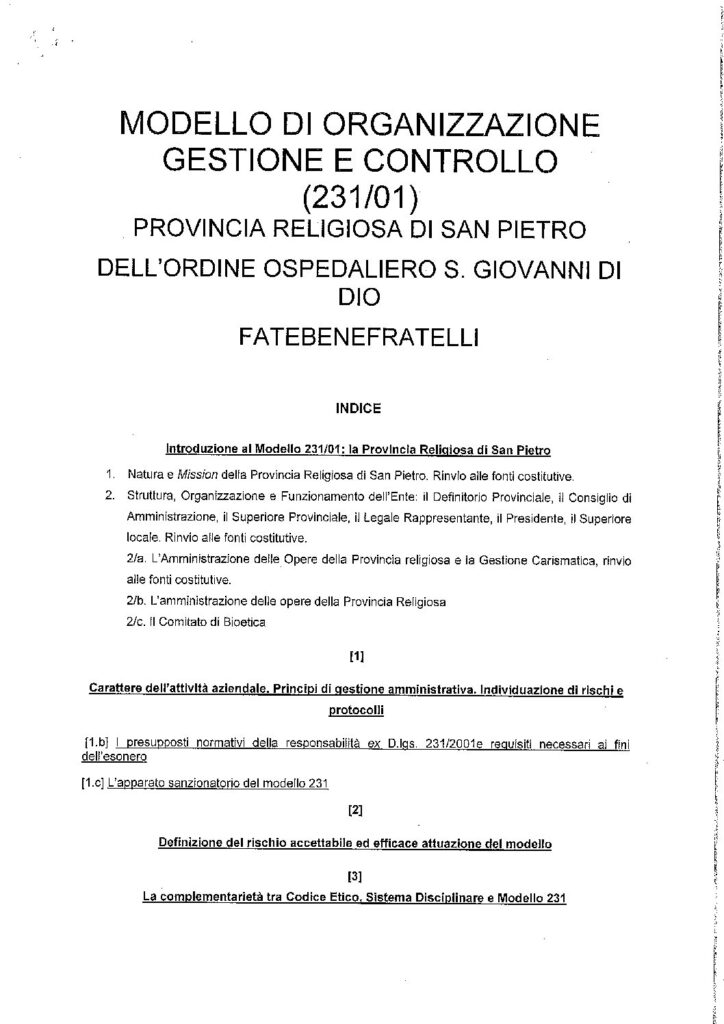 MODELLO DI ORGANIZZAZIONE
GESTIONE E CONTROLLO
(231/01)
PROVINCIA RELIGIOSA DI SAN PIETRO
DELL'ORDINE OSPEDALIERO S. GIOVANNI DI
DIO
FATEBENEFRATELLI
INDICE
Introduzione al Modello 231/01: la Provincia Religiosa di San Pietro
1. Natura e Mission della Provincia Religiosa di San Pietro. Rinvio alle fonti costitutive.
2. Struttura, Organizzazione e Funzionamento dell'Ente: il Definitorio Provinciale, il Consiglio di
Amministrazione, il Superiore Provinciale, il Legale Rappresentante, il Presidente, il Superiore
locale. Rinvio alle fonti costitutive.
2/a. L'Amministrazione delle Opere della Provincia religiosa e la Gestione Carismatica, rinvio
alle fonti costitutive.
2/b. L'amministrazione delle opere della Provincia Religiosa
2/c. Il Comitato di Bioetica
[1]
Carattere dell'attività aziendale. Principi di gestione amministrativa. Individuazione di rischi e
protocolli
[1.b] I presupposti normativi della responsabilità ex D.lgs. 231/2001e requisiti necessari ai fini
dell'esonero
[1.c] L'apparato sanzionatorio del modello 231
[2]
Definizione del rischio accettabile ed efficace attuazione del modello
[3]
La complementarietà tra Codice Etico, Sistema Disciplinare e Modello 231